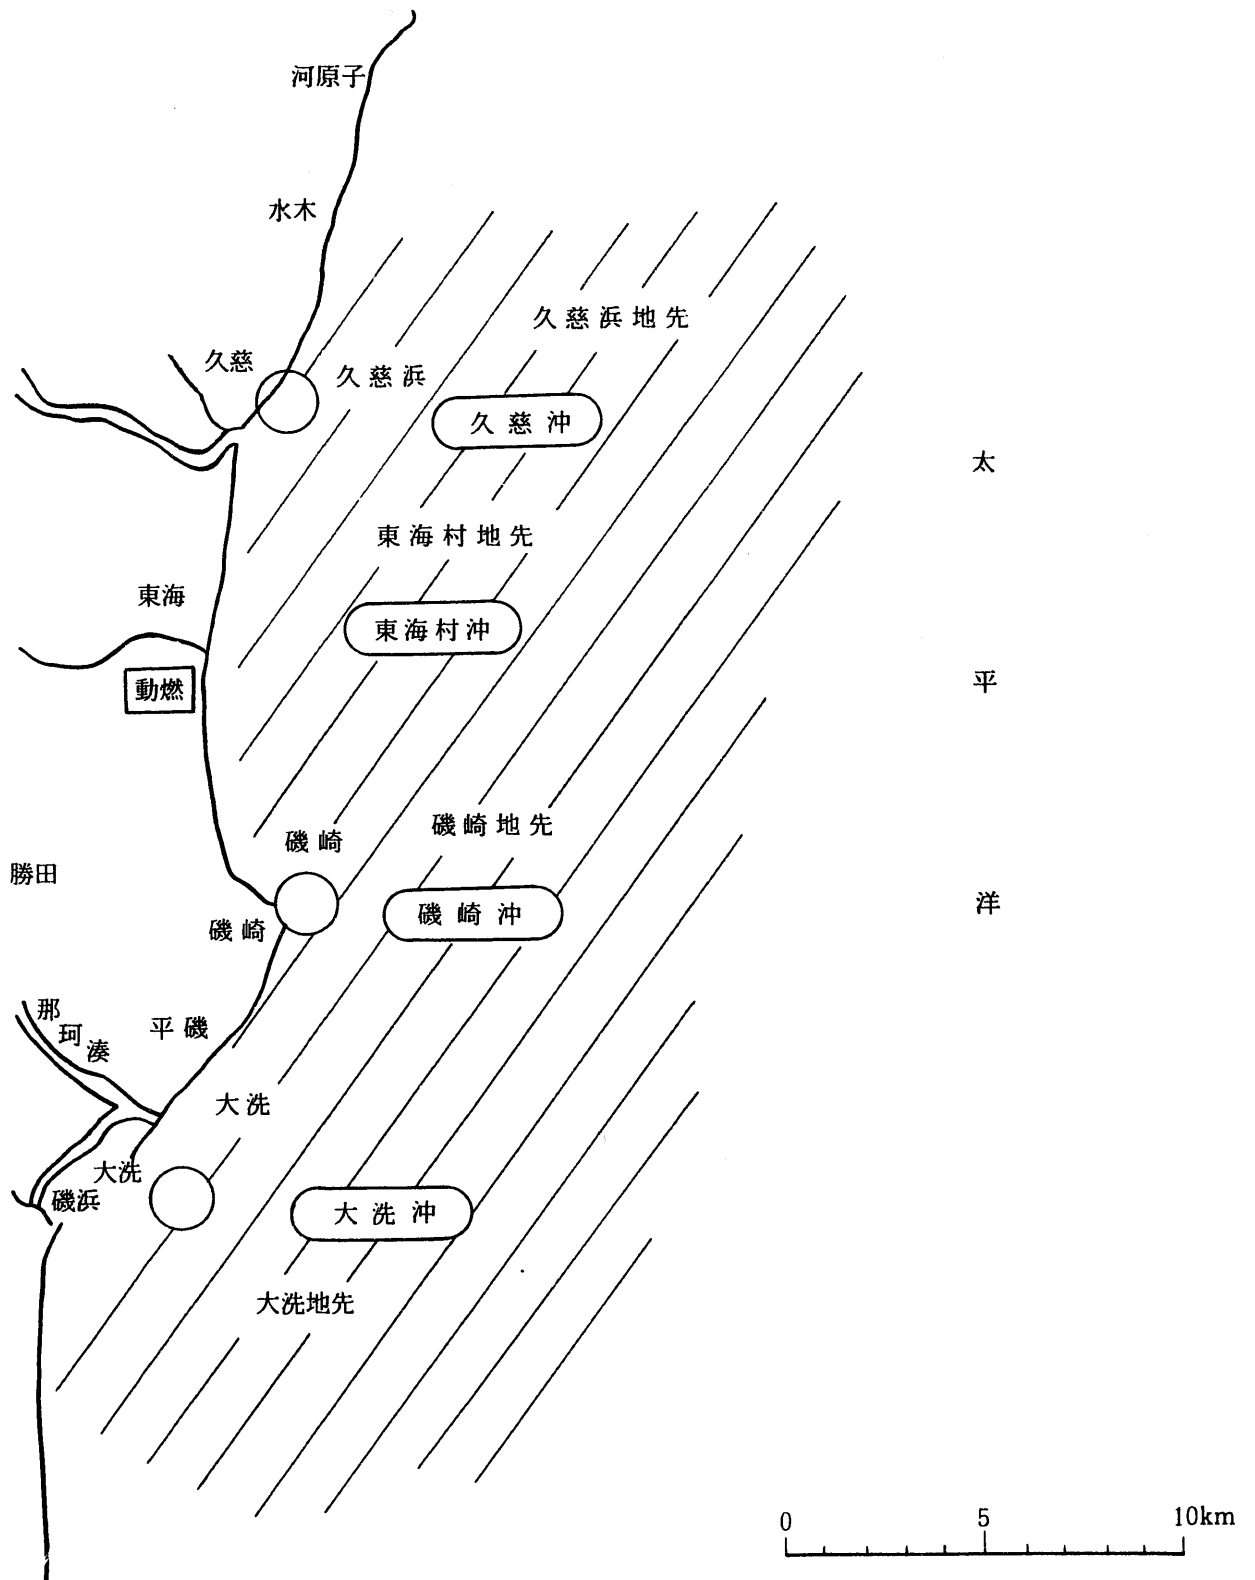 河原子
水木
久慈浜地先
久慈
久慈浜
久慈沖
太
東海村地先
東海
東海村沖
平
動燃
磯崎地先
磯崎
勝田
洋
磯崎沖
磯崎
那珂湊
平磯
大洗
大洗
磯浜
大洗沖
大洗地先
0 5 10km